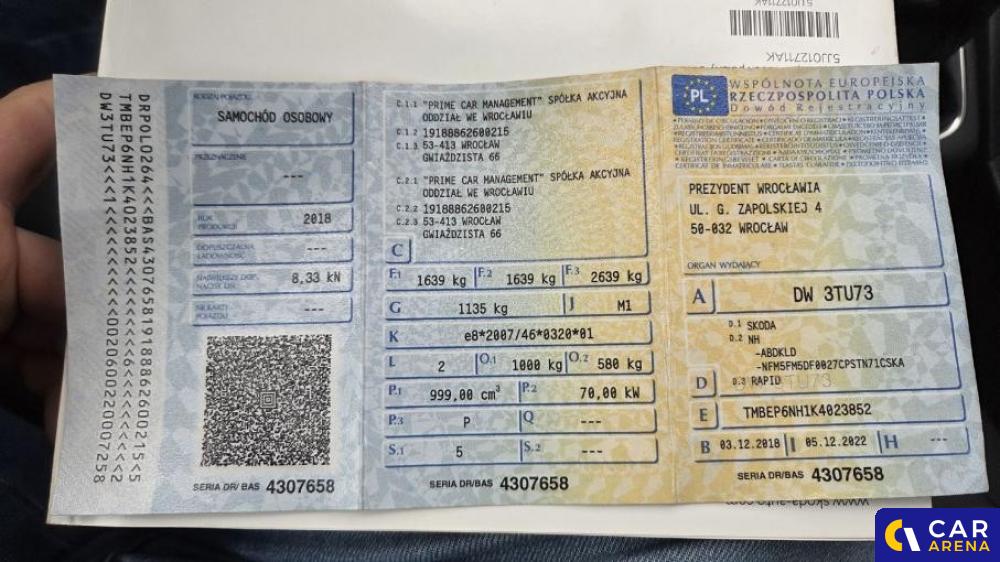 5JJ012711AK
5JJ012711AK
DRPOL0264<<<BAS4307658191888626002 15<5
TMBEP6NH1K4023852<<<<<<<<<<<<<<<<<<<2
DW3TU73<<<1<<<<<<<<<<<002060022 0007258
RODZAJ POJAZDU
SAMOCHÓD OSOBOWY
PRZEZNACZENIE
---
ROK PRODUKCJI
2018
DOPUSZCZALNA ŁADOWNOŚĆ
---
NAJWIĘKSZY DOP. NACISK OSI
8,33 kN
NR KARTY POJAZDU
---
SERIA DR/BAS 4307658
C.1.1 "PRIME CAR MANAGEMENT" SPÓŁKA AKCYJNA
ODDZIAŁ WE WROCŁAWIU
C.1.2 19188862600215
C.1.3 53-413 WROCŁAW
GWIAŹDZISTA 66
C.2.1 "PRIME CAR MANAGEMENT" SPÓŁKA AKCYJNA
ODDZIAŁ WE WROCŁAWIU
C.2.2 19188862600215
C.2.3 53-413 WROCŁAW
GWIAŹDZISTA 66
C
F.1 1639 kg F.2 1639 kg F.3 2639 kg
G 1135 kg J M1
K e8*2007/46*0320*01
L 2 O.1 1000 kg O.2 580 kg
P.1 999,00 cm³ P.2 70,00 kW
P.3 P Q ---
S.1 5 S.2 ---
SERIA DR/BAS 4307658
PL
WSPÓLNOTA EUROPEJSKA
RZECZPOSPOLITA POLSKA
Dowód Rejestracyjny
PREZYDENT WROCŁAWIA
UL. G. ZAPOLSKIEJ 4
50-032 WROCŁAW
ORGAN WYDAJĄCY
A DW 3TU73
D.1 SKODA
D.2 NH
-ABDKLD
-NFM5FM5DF0027CPSTN71CSKA
D D.3 RAPID
E TMBEP6NH1K4023852
B 03.12.2018 I 05.12.2022 H ---
SERIA DR/BAS 4307658
CAR
ARENA